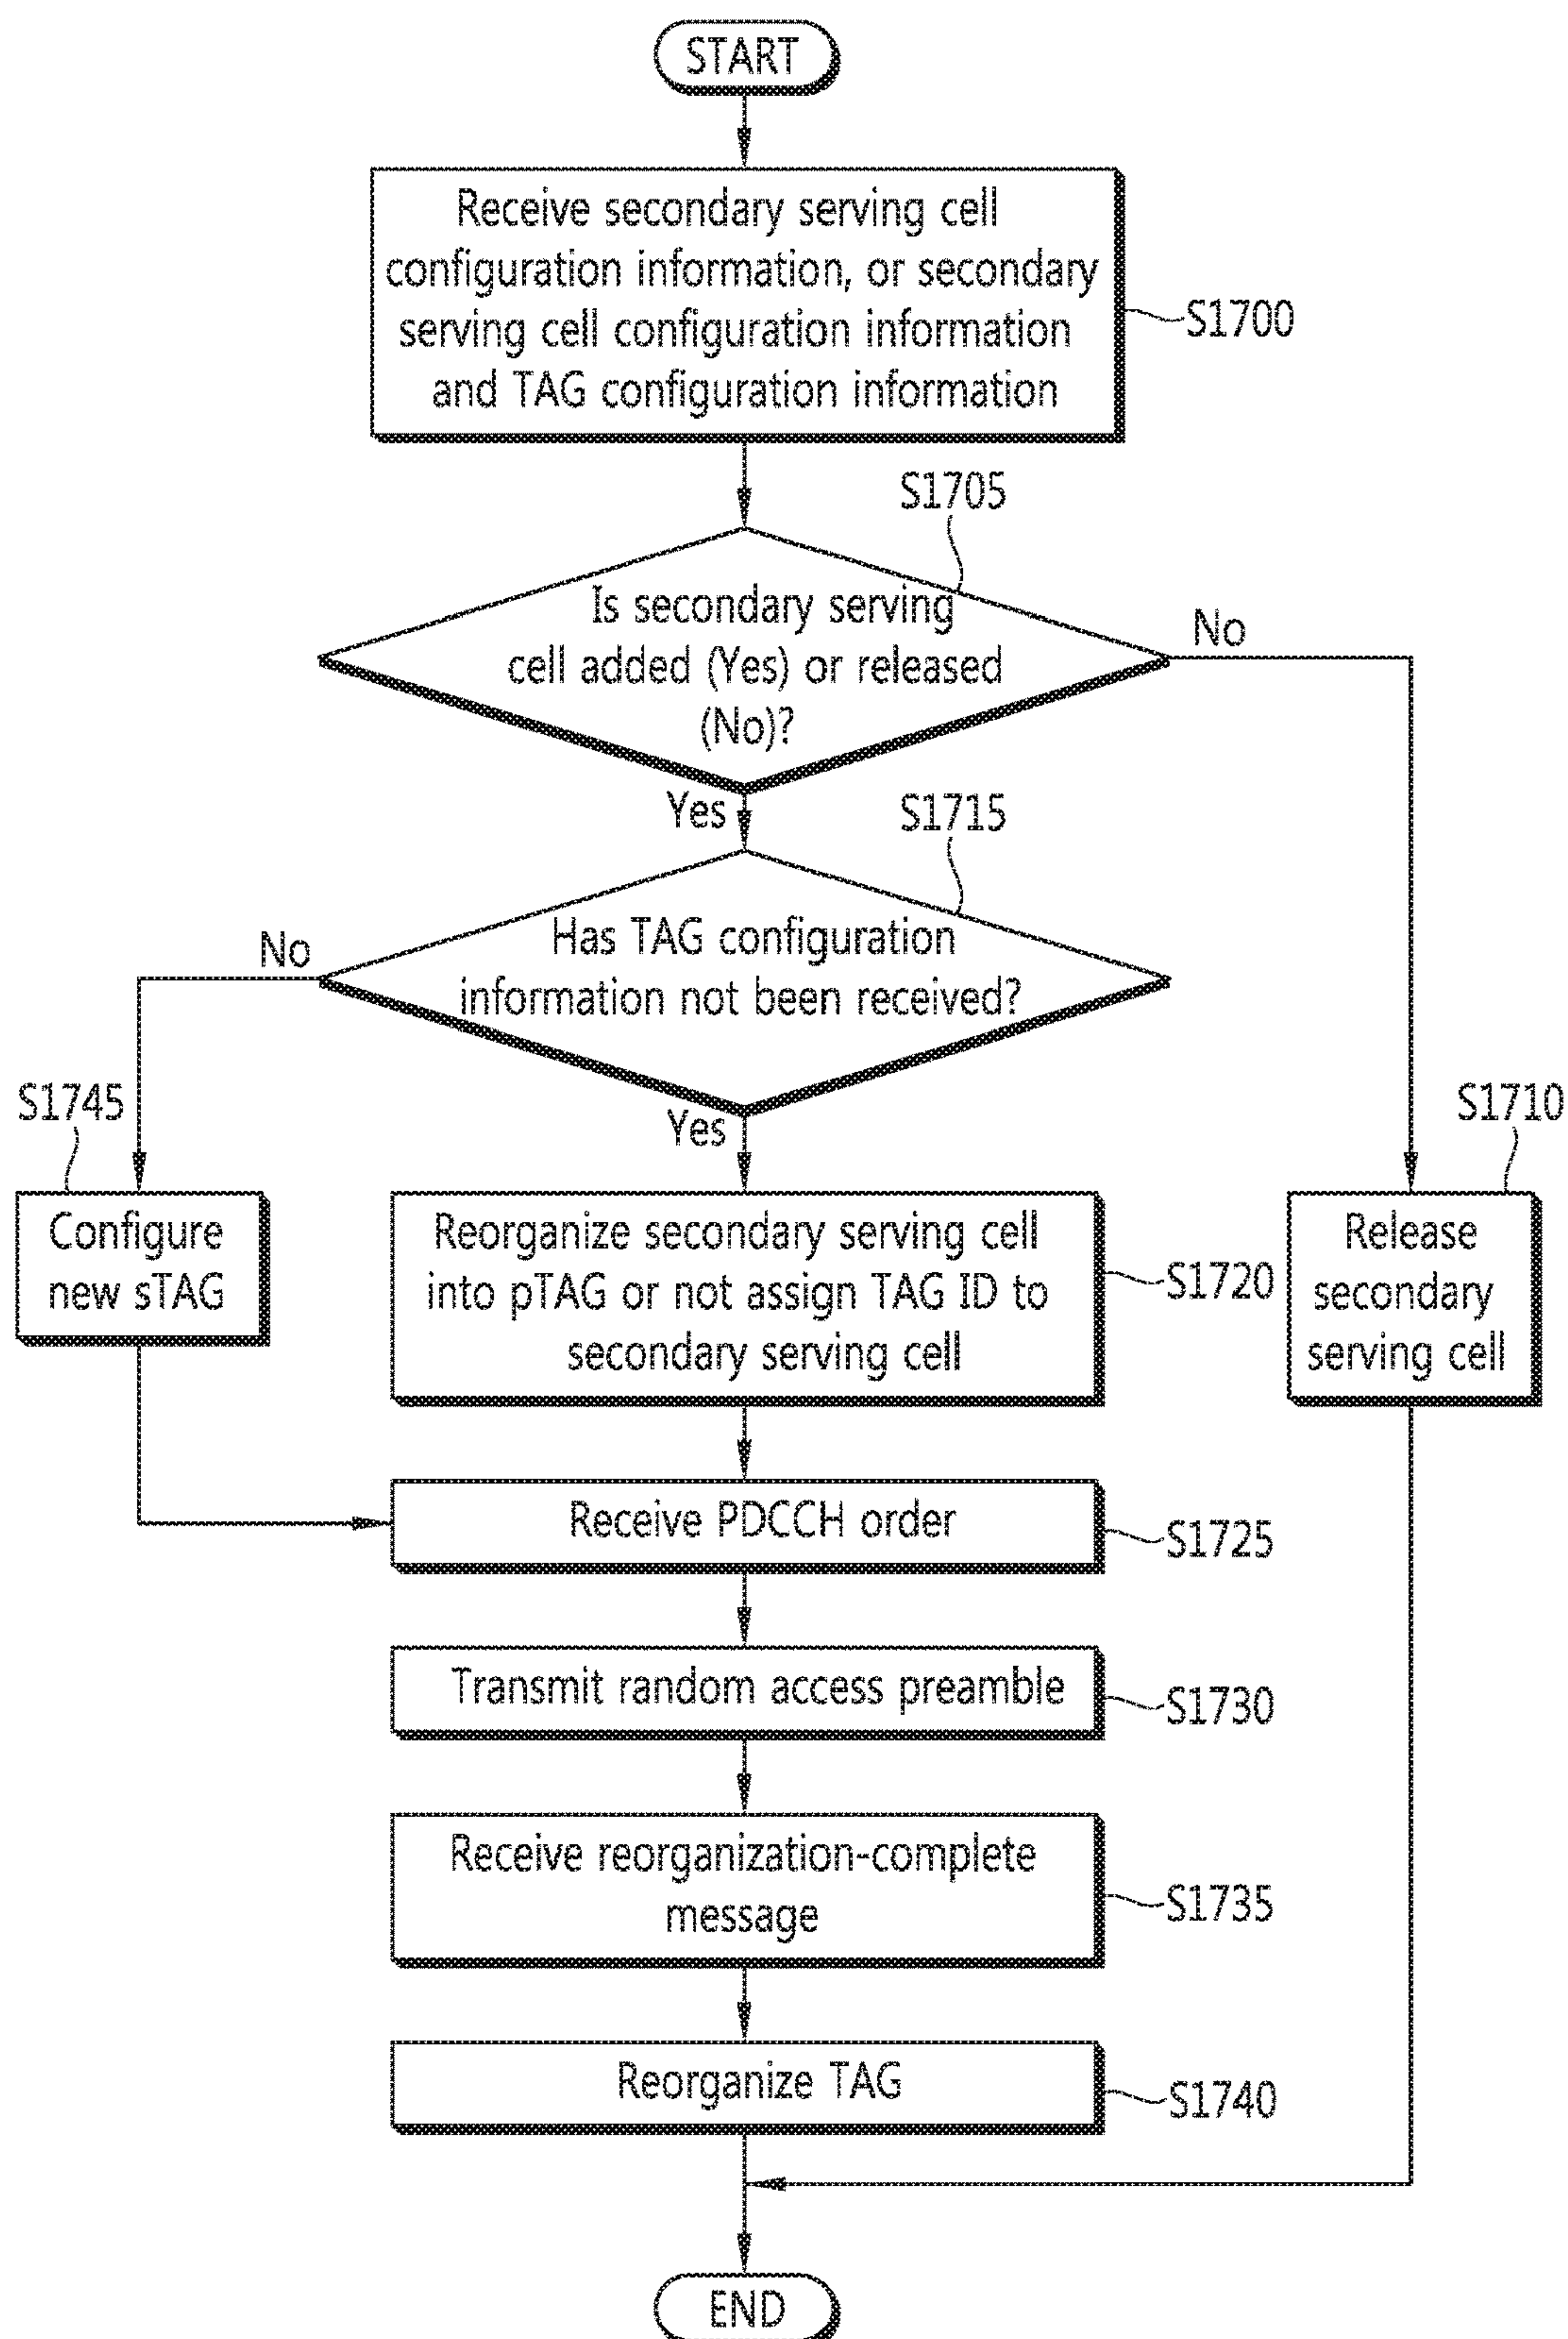 START
Receive secondary serving cell
configuration information, or secondary
serving cell configuration information
and TAG configuration information
S1700
S1705
Is secondary serving
cell added (Yes) or released
(No)?
No
Yes
S1715
Has TAG configuration
information not been received?
No
Yes
S1745
Configure
new sTAG
Reorganize secondary serving cell
into pTAG or not assign TAG ID to
secondary serving cell
S1720
S1710
Release
secondary
serving cell
Receive PDCCH order
S1725
Transmit random access preamble
S1730
Receive reorganization-complete
message
S1735
Reorganize TAG
S1740
END